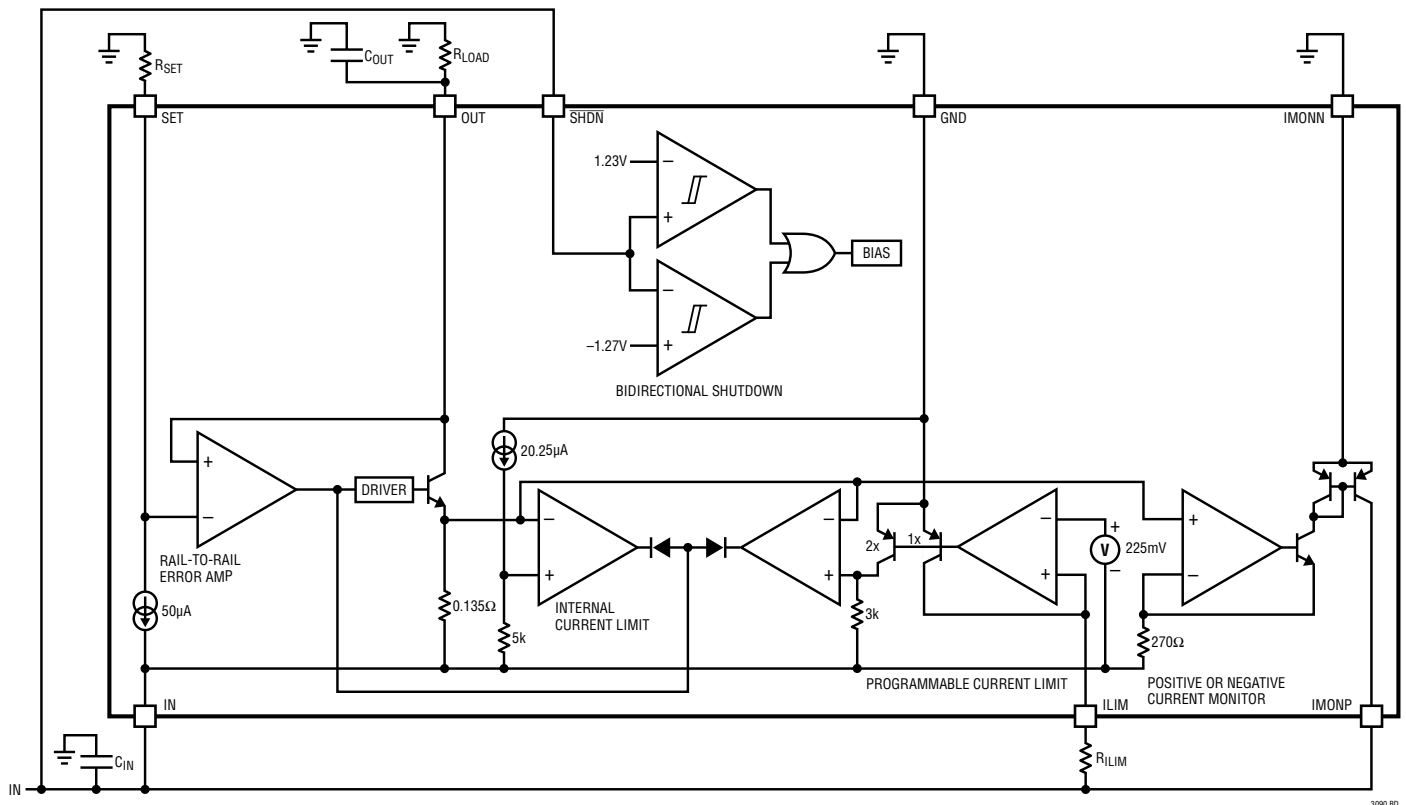 RSET
COUT
RLOAD
SET
OUT
SHDN
GND
IMONN
1.23V
–
+
–
+
–1.27V
BIAS
BIDIRECTIONAL SHUTDOWN
20.25µA
+
–
DRIVER
RAIL-TO-RAIL
ERROR AMP
50µA
0.135Ω
5k
–
+
INTERNAL
CURRENT LIMIT
–
+
3k
2x
1x
–
+
+
V
–
225mV
PROGRAMMABLE CURRENT LIMIT
+
–
270Ω
POSITIVE OR NEGATIVE
CURRENT MONITOR
IN
ILIM
IMONP
CIN
RILIM
IN
3090 BD